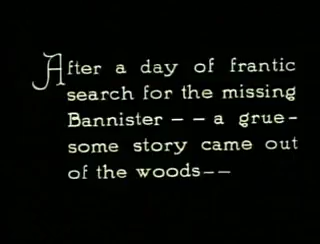 After a day of frantic
search for the missing
Bannister – – a grue-
some story came out
of the woods – –